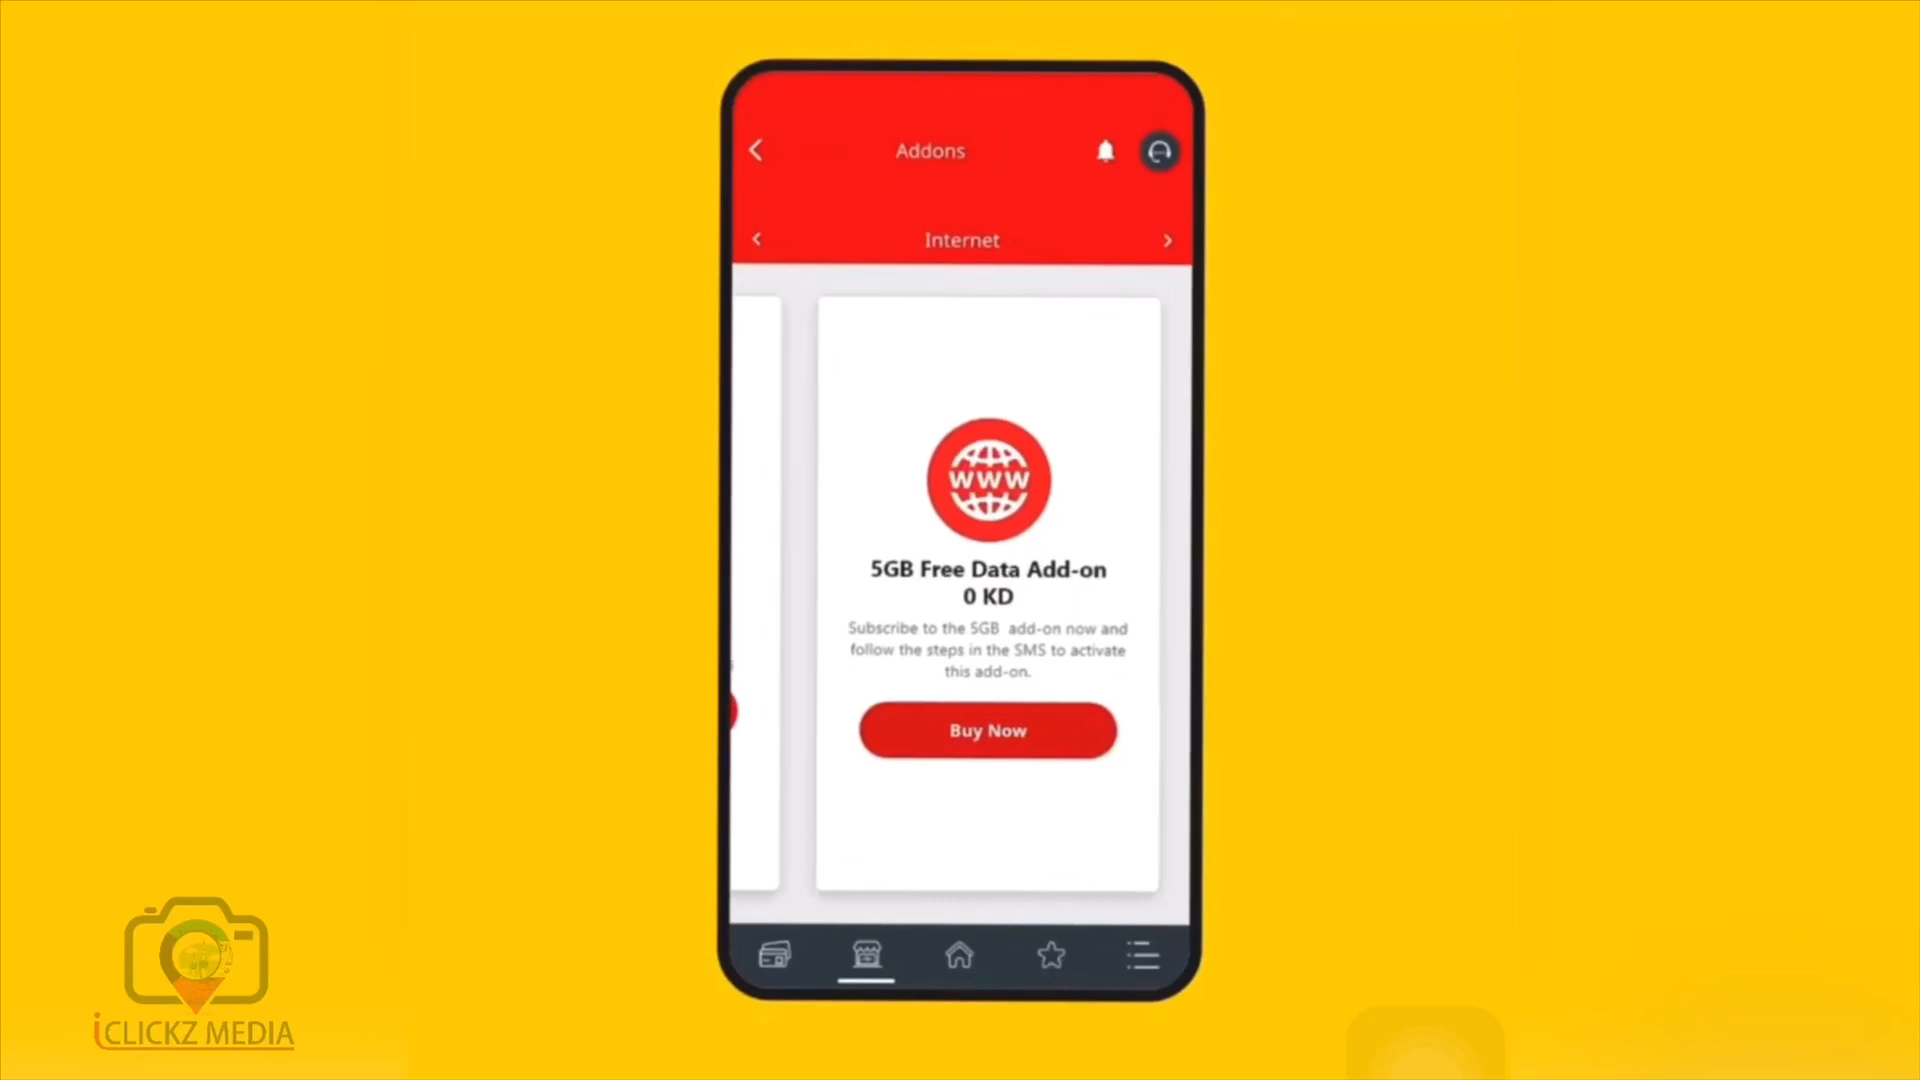 Addons
Internet
WWW
5GB Free Data Add-on
0 KD
Subscribe to the 5GB add-on now and
follow the steps in the SMS to activate
this add-on.
Buy Now
iCLICKZ MEDIA